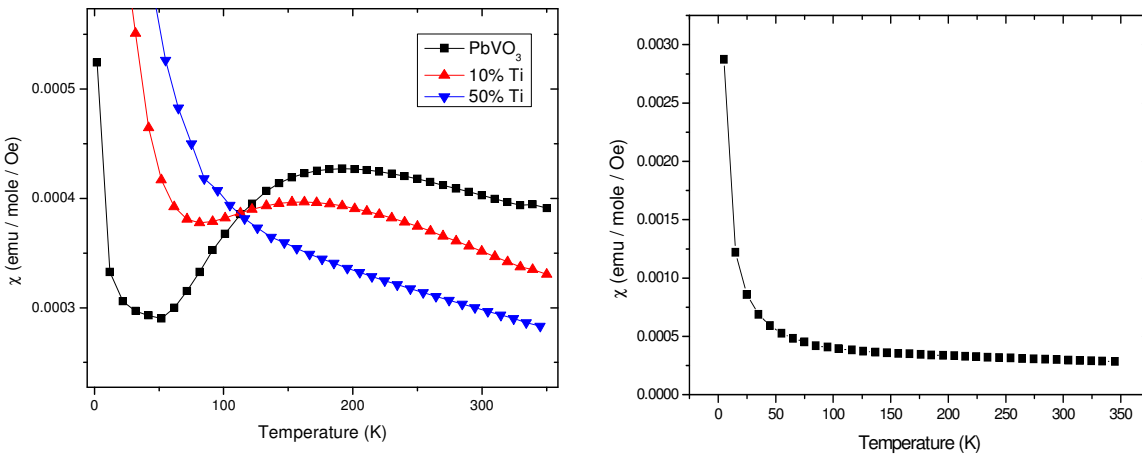 0.0005
0.0004
0.0003
χ (emu / mole / Oe)
PbVO₃
10% Ti
50% Ti
0 100 200 300
Temperature (K)
0.0030
0.0025
0.0020
0.0015
0.0010
0.0005
0.0000
χ (emu / mole / Oe)
0 50 100 150 200 250 300 350
Temperature (K)